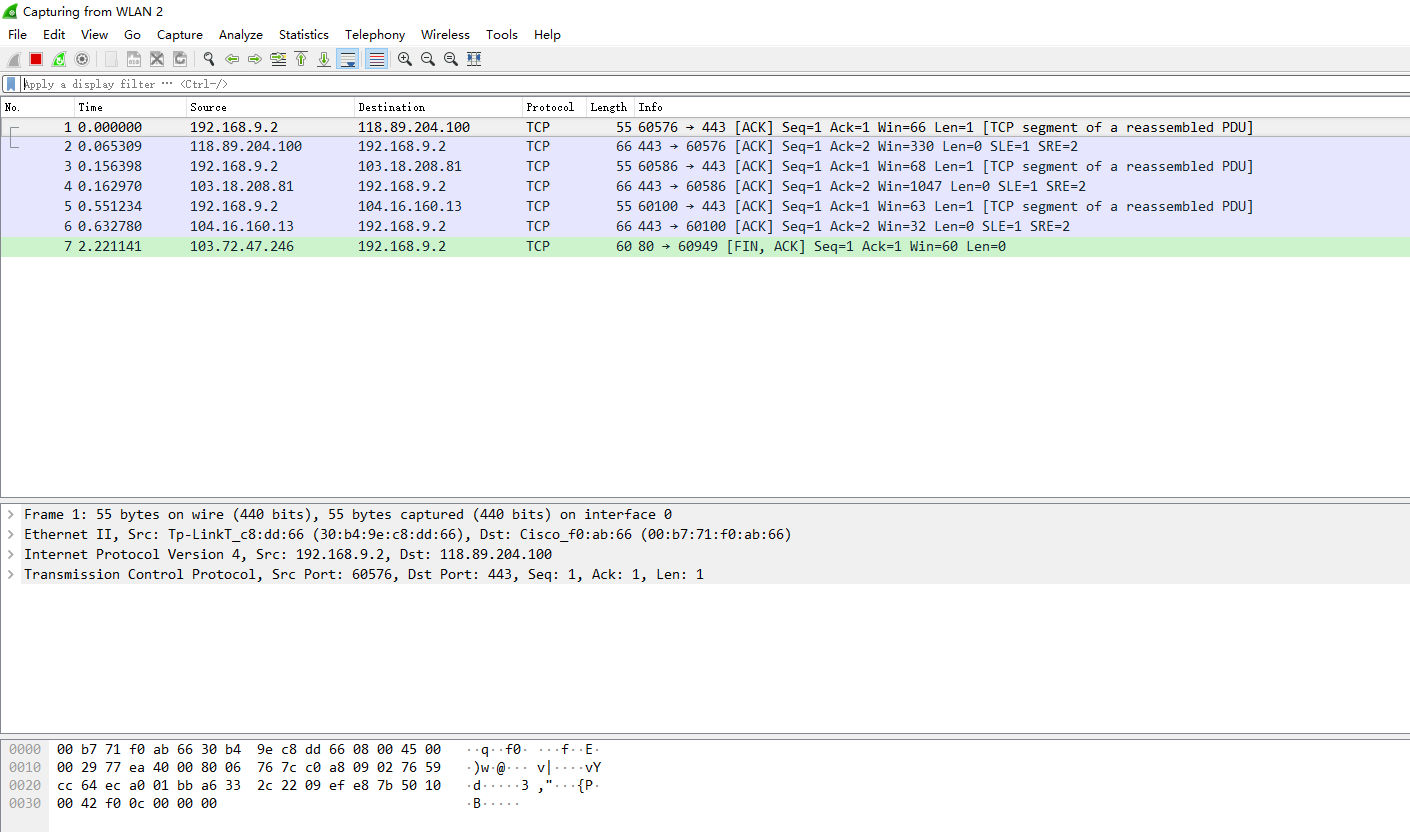 Capturing from WLAN 2
File Edit View Go Capture Analyze Statistics Telephony Wireless Tools Help
Apply a display filter ··· <Ctrl-/>
No. Time Source Destination Protocol Length Info
1 0.000000 192.168.9.2 118.89.204.100 TCP 55 60576 → 443 [ACK] Seq=1 Ack=1 Win=66 Len=1 [TCP segment of a reassembled PDU]
2 0.065309 118.89.204.100 192.168.9.2 TCP 66 443 → 60576 [ACK] Seq=1 Ack=2 Win=330 Len=0 SLE=1 SRE=2
3 0.156398 192.168.9.2 103.18.208.81 TCP 55 60586 → 443 [ACK] Seq=1 Ack=1 Win=68 Len=1 [TCP segment of a reassembled PDU]
4 0.162970 103.18.208.81 192.168.9.2 TCP 66 443 → 60586 [ACK] Seq=1 Ack=2 Win=1047 Len=0 SLE=1 SRE=2
5 0.551234 192.168.9.2 104.16.160.13 TCP 55 60100 → 443 [ACK] Seq=1 Ack=1 Win=63 Len=1 [TCP segment of a reassembled PDU]
6 0.632780 104.16.160.13 192.168.9.2 TCP 66 443 → 60100 [ACK] Seq=1 Ack=2 Win=32 Len=0 SLE=1 SRE=2
7 2.221141 103.72.47.246 192.168.9.2 TCP 60 80 → 60949 [FIN, ACK] Seq=1 Ack=1 Win=60 Len=0
Frame 1: 55 bytes on wire (440 bits), 55 bytes captured (440 bits) on interface 0
Ethernet II, Src: Tp-LinkT_c8:dd:66 (30:b4:9e:c8:dd:66), Dst: Cisco_f0:ab:66 (00:b7:71:f0:ab:66)
Internet Protocol Version 4, Src: 192.168.9.2, Dst: 118.89.204.100
Transmission Control Protocol, Src Port: 60576, Dst Port: 443, Seq: 1, Ack: 1, Len: 1
0000 00 b7 71 f0 ab 66 30 b4 9e c8 dd 66 08 00 45 00 ··q··f0· ···f··E·
0010 00 29 77 ea 40 00 80 06 76 7c c0 a8 09 02 76 59 ·)w·@··· v|····vY
0020 cc 64 ec a0 01 bb a6 33 2c 22 09 ef e8 7b 50 10 ·d·····3 ,"···{P·
0030 00 42 f0 0c 00 00 00 ·B·····